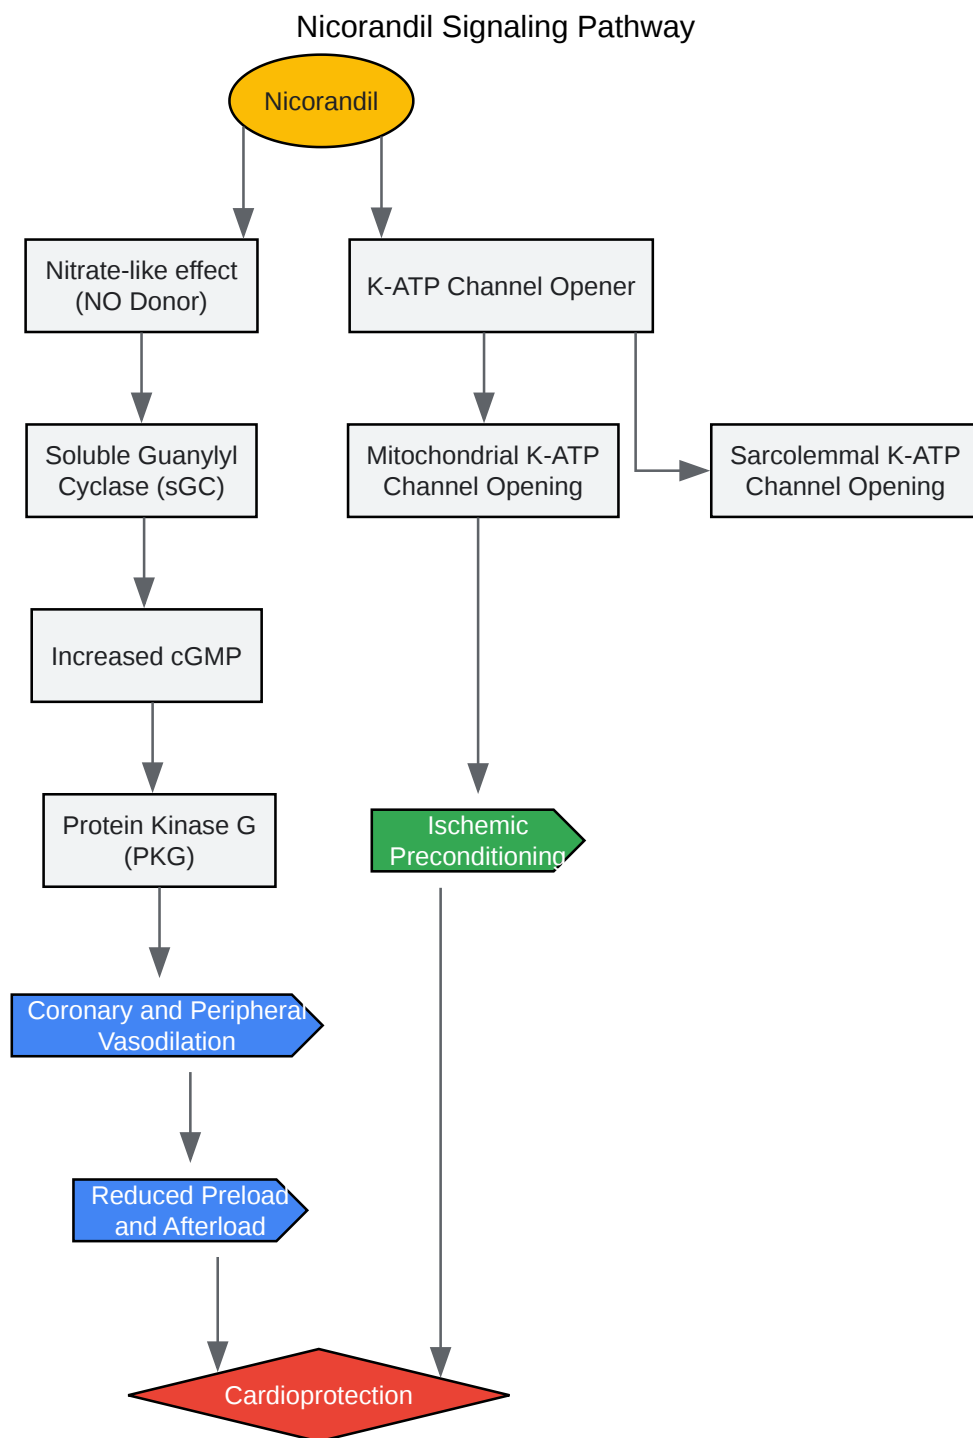 Nicorandil Signaling Pathway
Nicorandil
Nitrate-like effect
(NO Donor)
K-ATP Channel Opener
Soluble Guanylyl
Cyclase (sGC)
Mitochondrial K-ATP
Channel Opening
Sarcolemmal K-ATP
Channel Opening
Increased cGMP
Protein Kinase G
(PKG)
Ischemic
Preconditioning
Coronary and Peripheral
Vasodilation
Reduced Preload
and Afterload
Cardioprotection